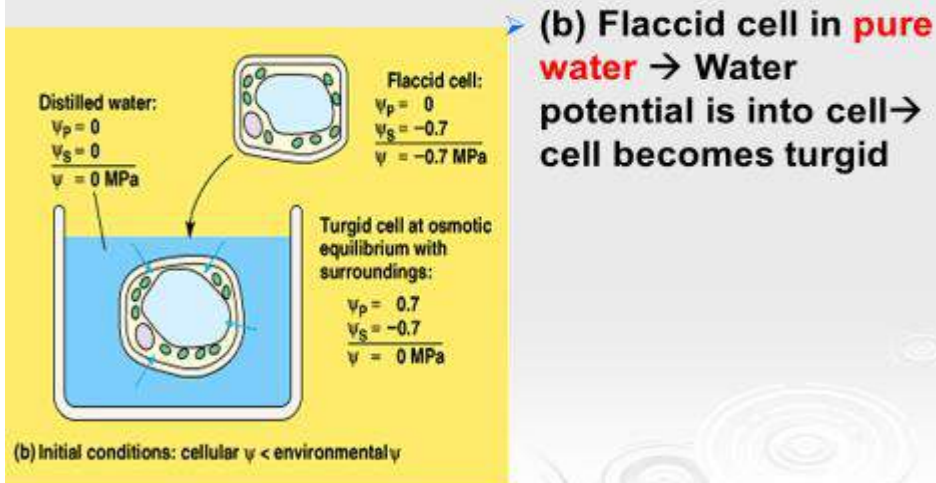 ➢ (b) Flaccid cell in pure
water → Water
potential is into cell→
cell becomes turgid
Distilled water:
ΨP = 0
ΨS = 0
Ψ = 0 MPa
Flaccid cell:
ΨP = 0
ΨS = −0.7
Ψ = −0.7 MPa
Turgid cell at osmotic
equilibrium with
surroundings:
ΨP = 0.7
ΨS = −0.7
Ψ = 0 MPa
(b) Initial conditions: cellular Ψ < environmental Ψ